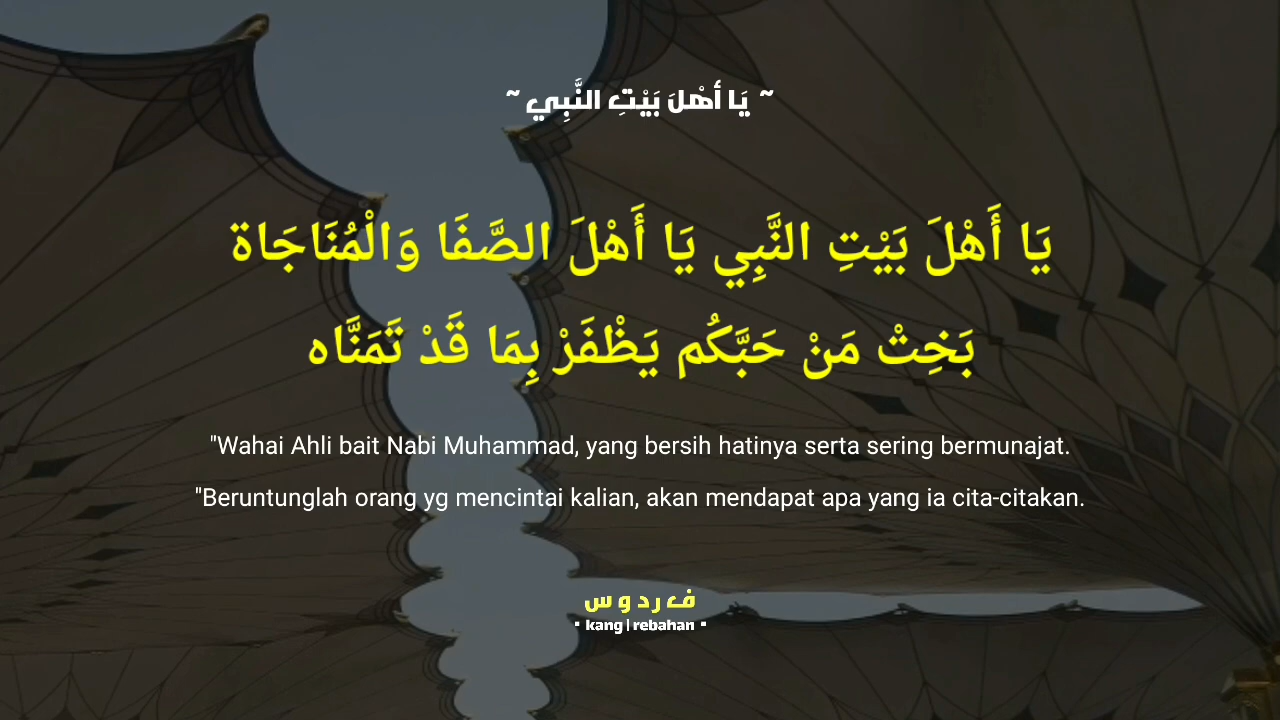 ~ يَا أهْلَ بَيْتِ النَّبِي ~
يَا أَهْلَ بَيْتِ النَّبِي يَا أَهْلَ الصَّفَا وَالْمُنَاجَاة
بَخِتْ مَنْ حَبَّكُم يَظْفَرْ بِمَا قَدْ تَمَنَّاه
"Wahai Ahli bait Nabi Muhammad, yang bersih hatinya serta sering bermunajat.
"Beruntunglah orang yg mencintai kalian, akan mendapat apa yang ia cita-citakan.
ف ر د و س
• kang | rebahan •